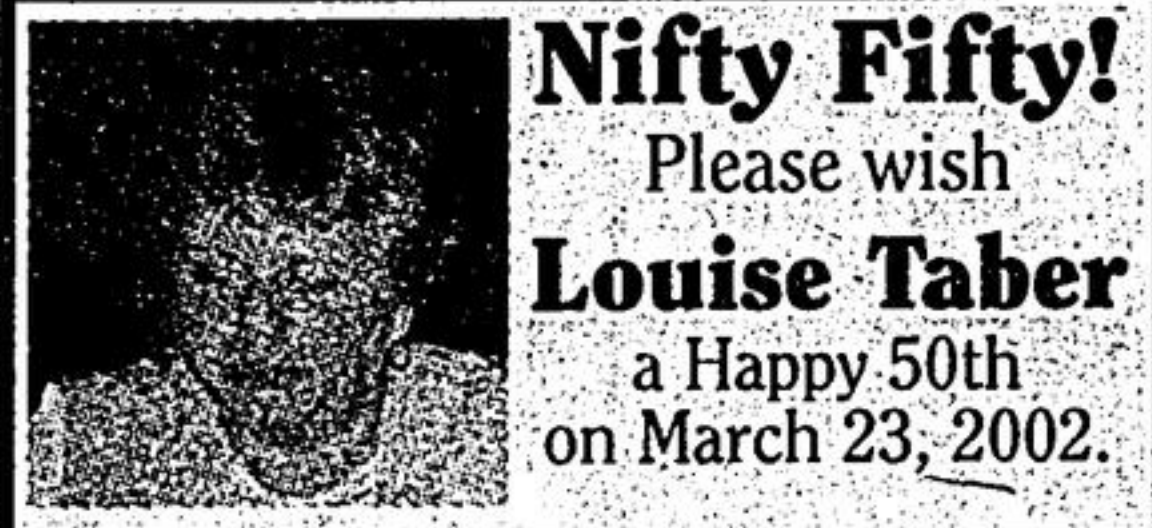 Nifty Fifty!
Please wish
Louise Taber
a Happy 50th
on March 23, 2002.